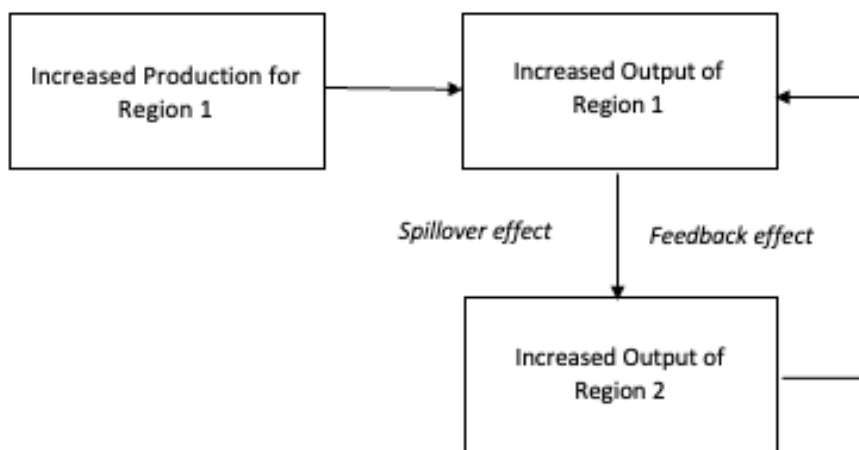 Increased Production for
Region 1
Increased Output of
Region 1
Spillover effect
Feedback effect
Increased Output of
Region 2